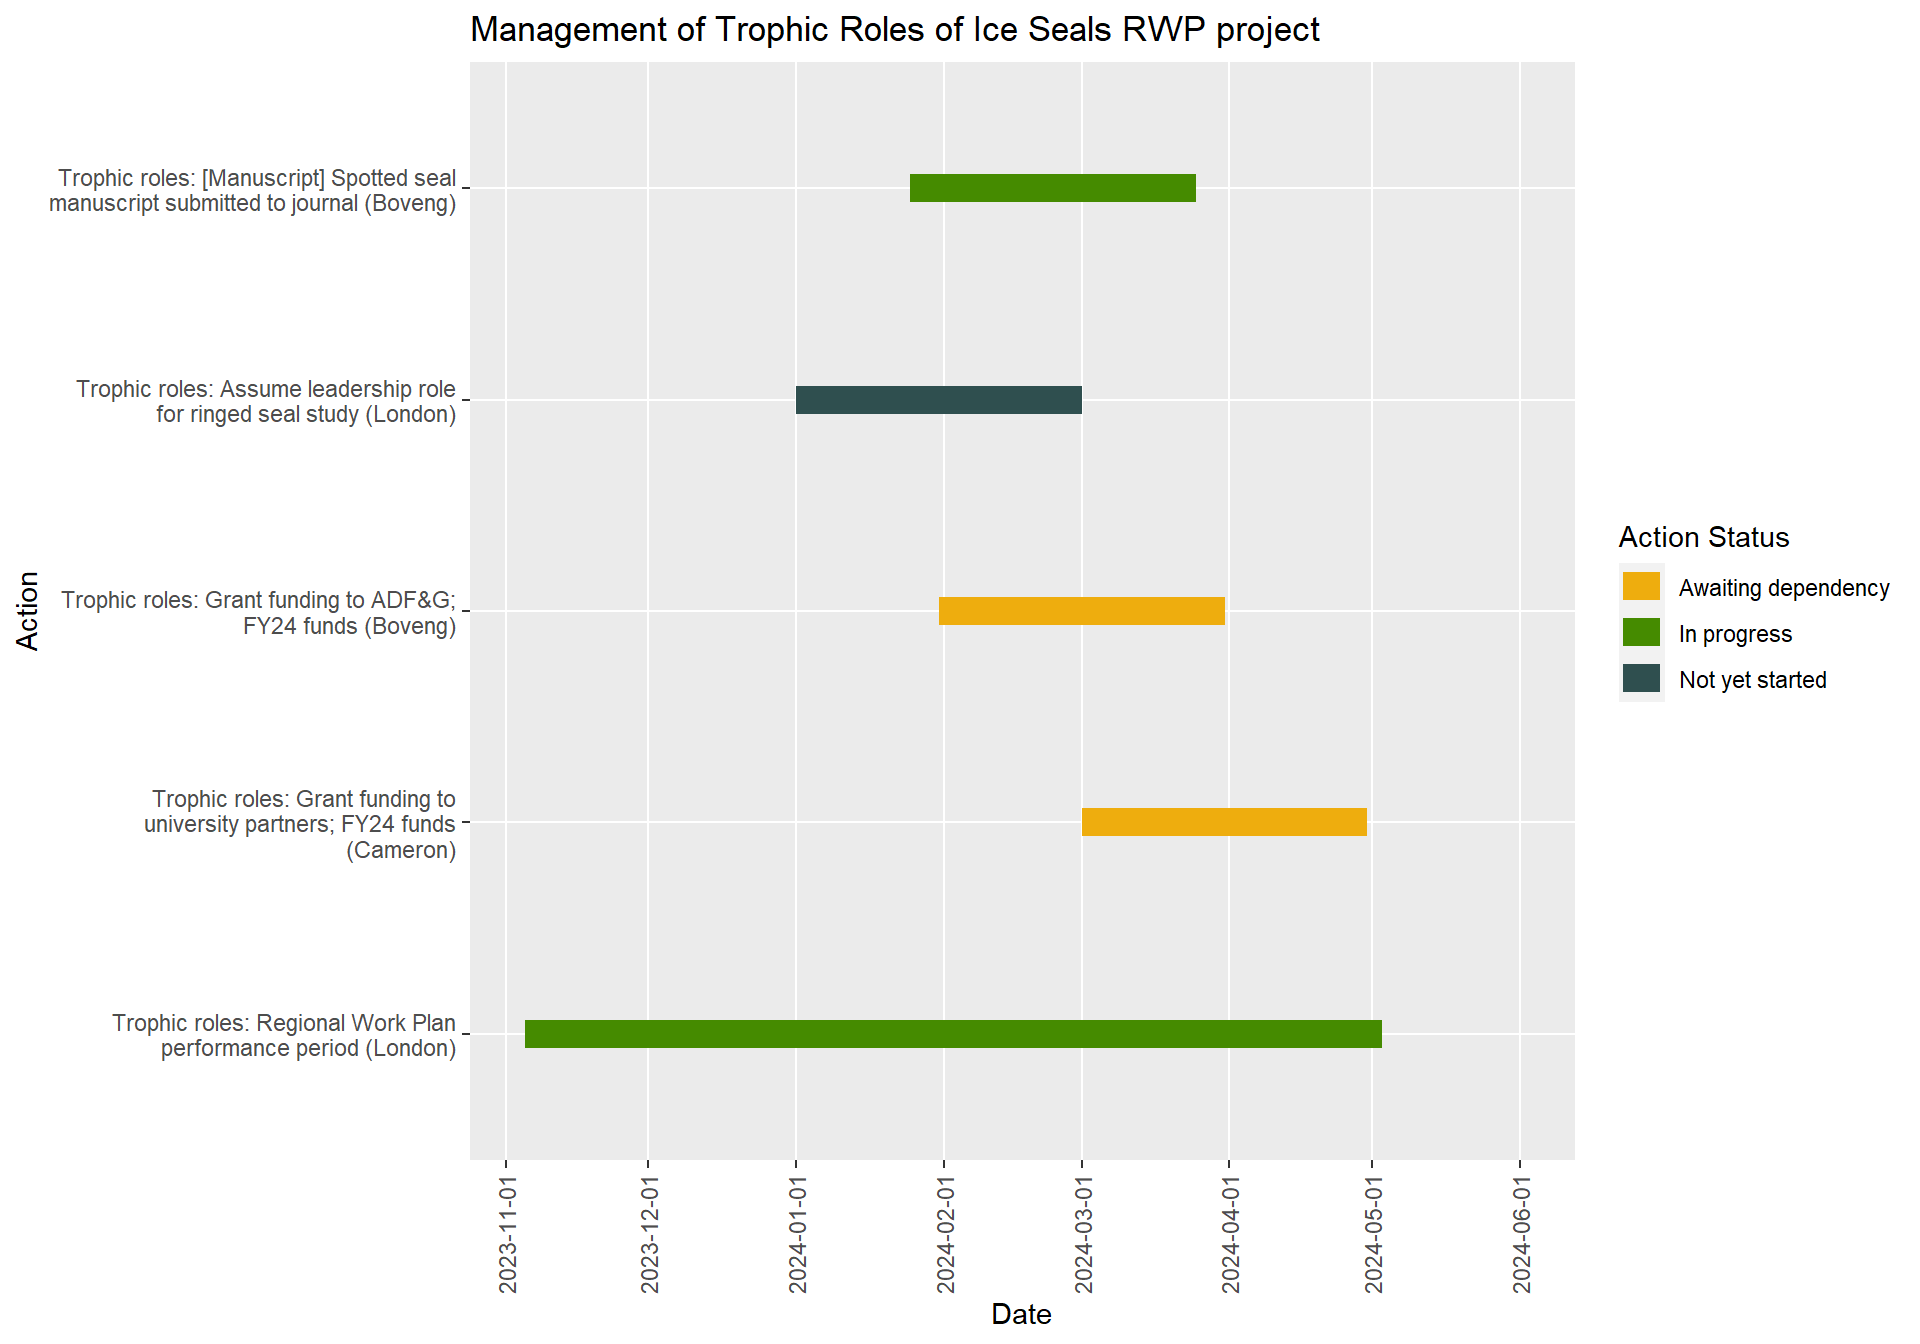 Management of Trophic Roles of Ice Seals RWP project
Trophic roles: [Manuscript] Spotted seal
manuscript submitted to journal (Boveng)
Trophic roles: Assume leadership role
for ringed seal study (London)
Trophic roles: Grant funding to ADF&G;
FY24 funds (Boveng)
Trophic roles: Grant funding to
university partners; FY24 funds
(Cameron)
Trophic roles: Regional Work Plan
performance period (London)
Action
2023-11-01
2023-12-01
2024-01-01
2024-02-01
2024-03-01
2024-04-01
2024-05-01
2024-06-01
Date
Action Status
Awaiting dependency
In progress
Not yet started